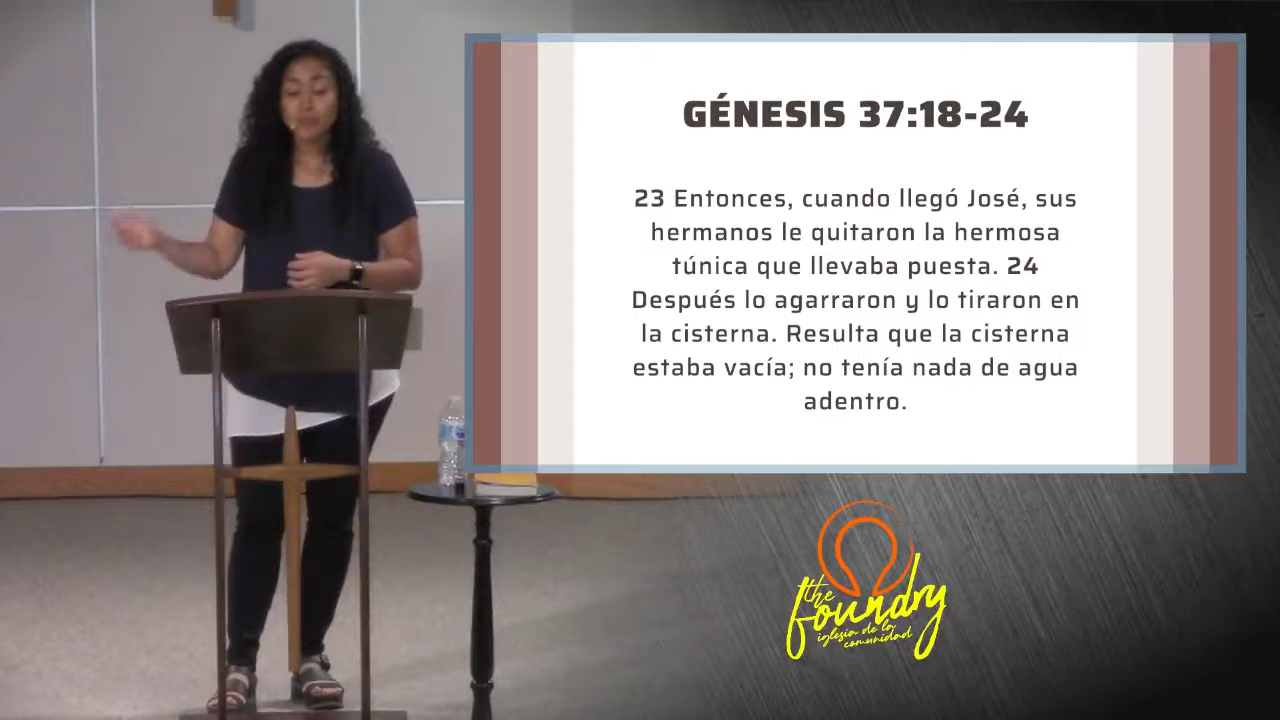 GÉNESIS 37:18-24
23 Entonces, cuando llegó José, sus
hermanos le quitaron la hermosa
túnica que llevaba puesta. 24
Después lo agarraron y lo tiraron en
la cisterna. Resulta que la cisterna
estaba vacía; no tenía nada de agua
adentro.
the
foundry
iglesia de la
comunidad